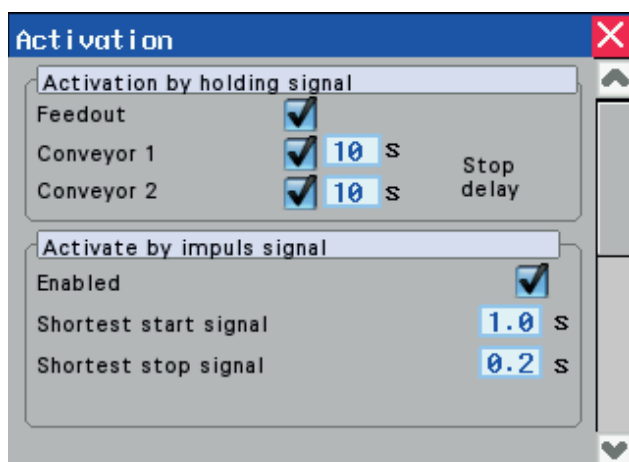 Activation
Activation by holding signal
Feedout
Conveyor 1 10 s
Stop
delay
Conveyor 2 10 s
Activate by impuls signal
Enabled
Shortest start signal 1.0 s
Shortest stop signal 0.2 s